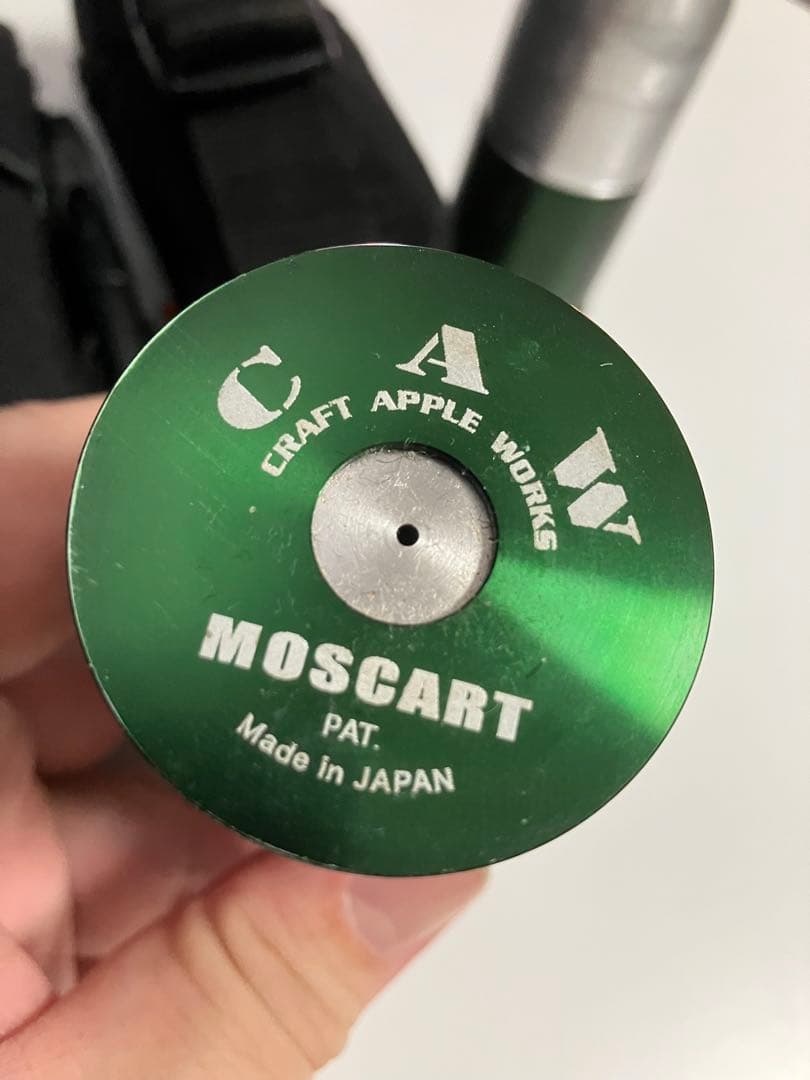 C A W
CRAFT APPLE WORKS
MOSCART
PAT.
Made in JAPAN